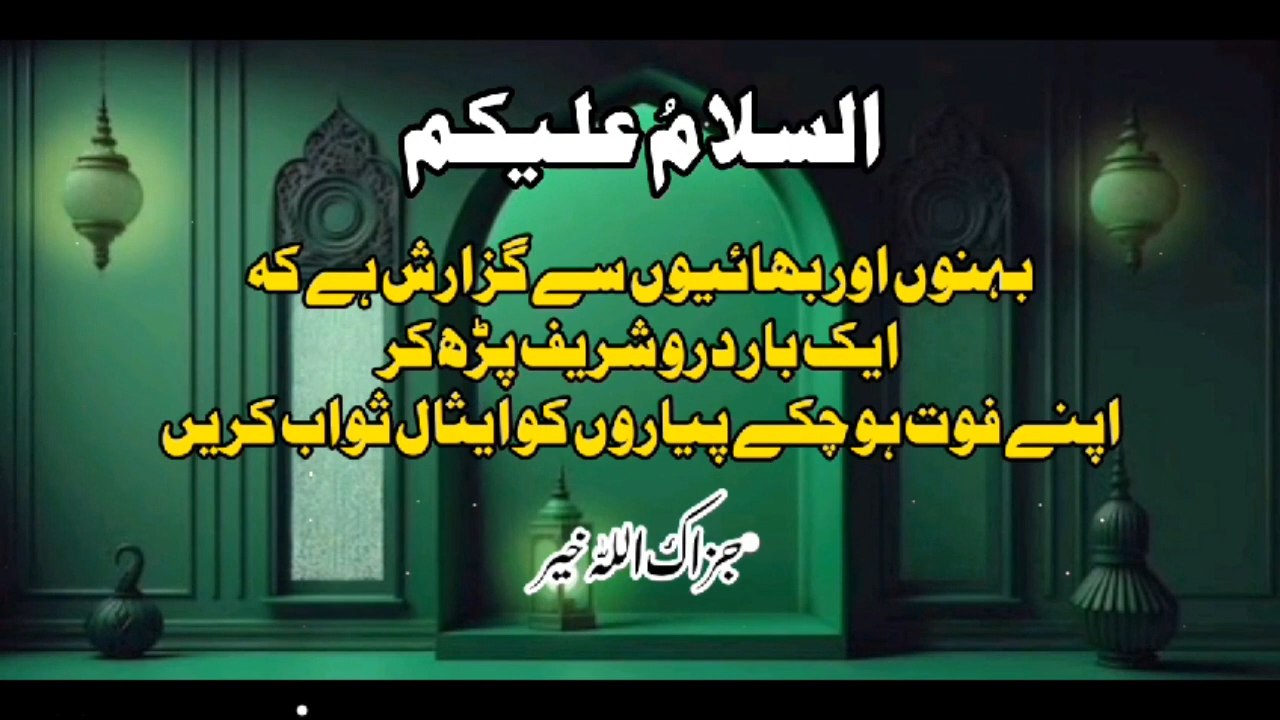 السلامُ علیکم
بہنوں اور بھائیوں سے گزارش ہے کہ
ایک بار درو شریف پڑھ کر
اپنے فوت ہو چکے پیاروں کو ایثال ثواب کریں
جزاک اللہ خیر